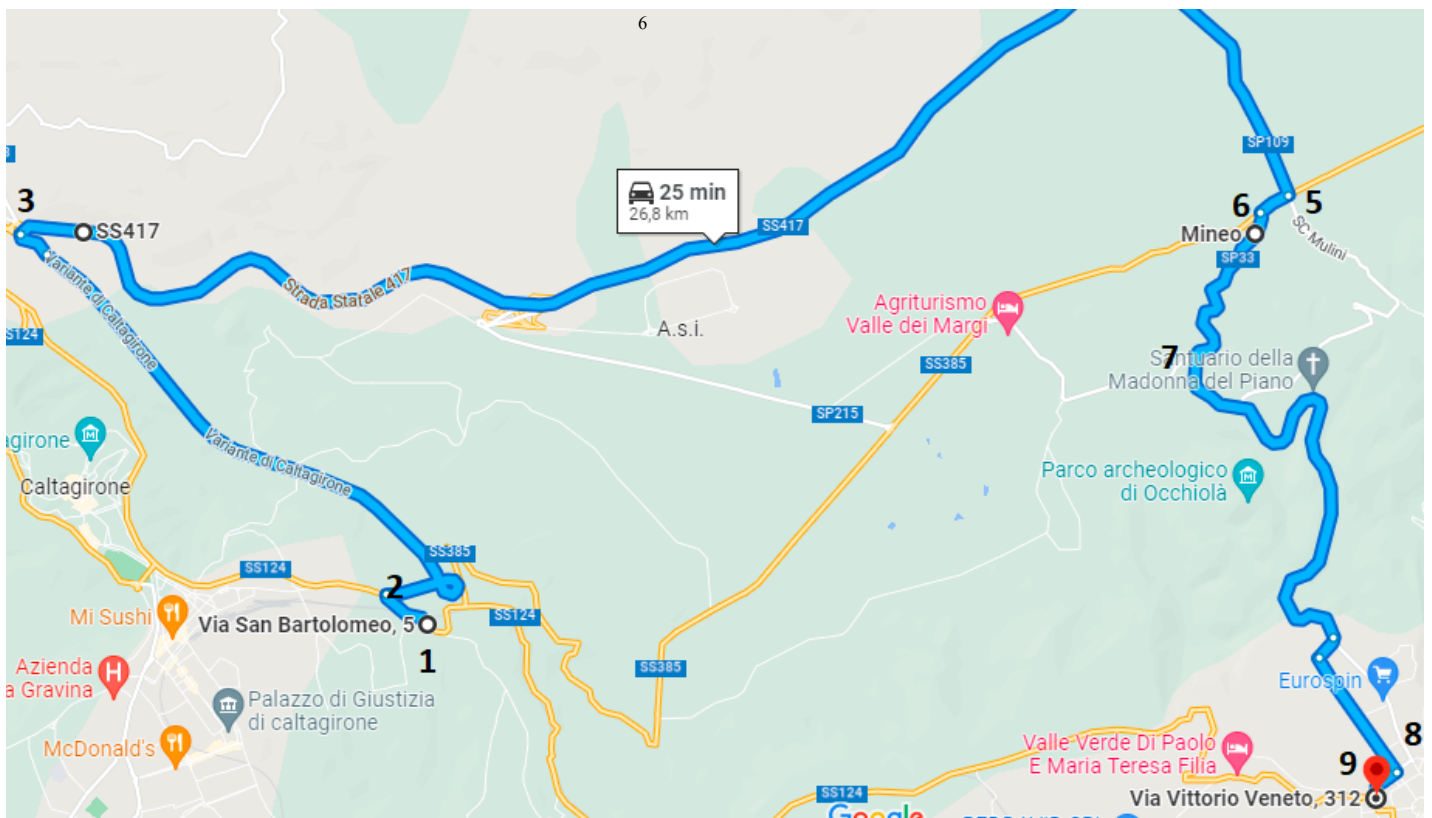 6
SP109
3
25 min
26,8 km
5
6
SS417
SS417
Mineo
SC Mulini
SP33
Variante di Caltagirone
Strada Statale 417
Agriturismo
Valle dei Margi
SS124
A.s.i.
7
Santuario della
Madonna del Piano
SS385
SP215
agirone
Variante di Caltagirone
Caltagirone
Parco archeologico
di Occhiolà
SS385
SS124
2
Mi Sushi
Via San Bartolomeo, 5
SS124
1
Azienda
a Gravina
SS385
Palazzo di Giustizia
di caltagirone
Eurospin
McDonald's
Valle Verde Di Paolo
E Maria Teresa Filia
8
9
SS124
Via Vittorio Veneto, 312
Google